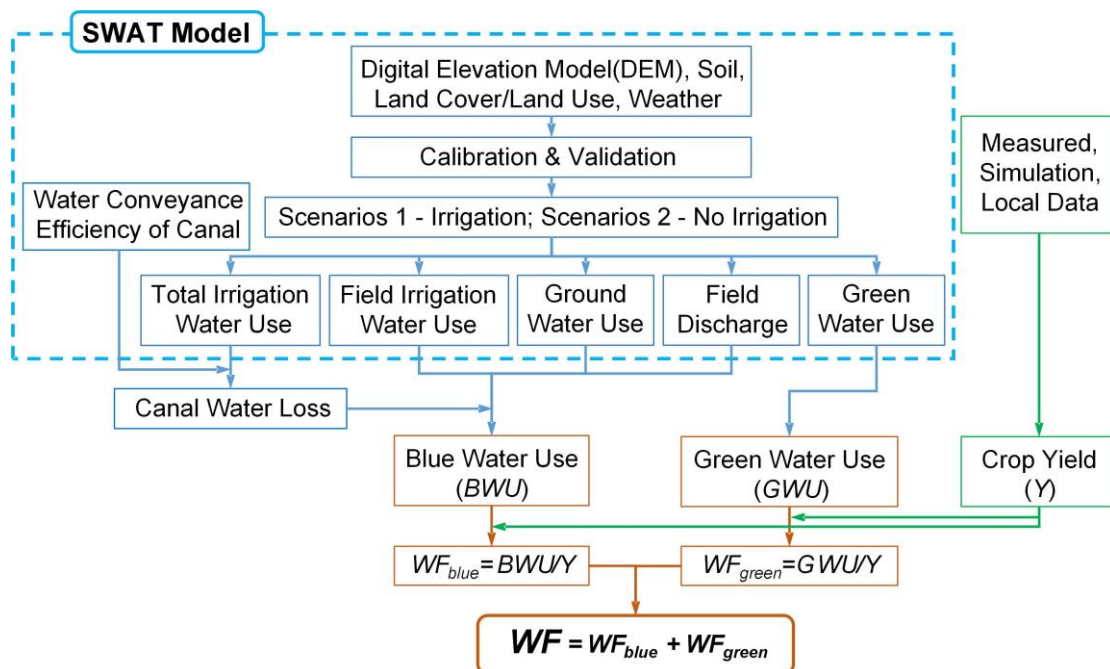 SWAT Model
Digital Elevation Model(DEM), Soil,
Land Cover/Land Use, Weather
Calibration & Validation
Measured,
Simulation,
Local Data
Water Conveyance
Efficiency of Canal
Scenarios 1 - Irrigation; Scenarios 2 - No Irrigation
Total Irrigation
Water Use
Field Irrigation
Water Use
Ground
Water Use
Field
Discharge
Green
Water Use
Canal Water Loss
Blue Water Use
(BWU)
Green Water Use
(GWU)
Crop Yield
(Y)
WFblue=BWU/Y
WFgreen=GWU/Y
WF = WFblue + WFgreen